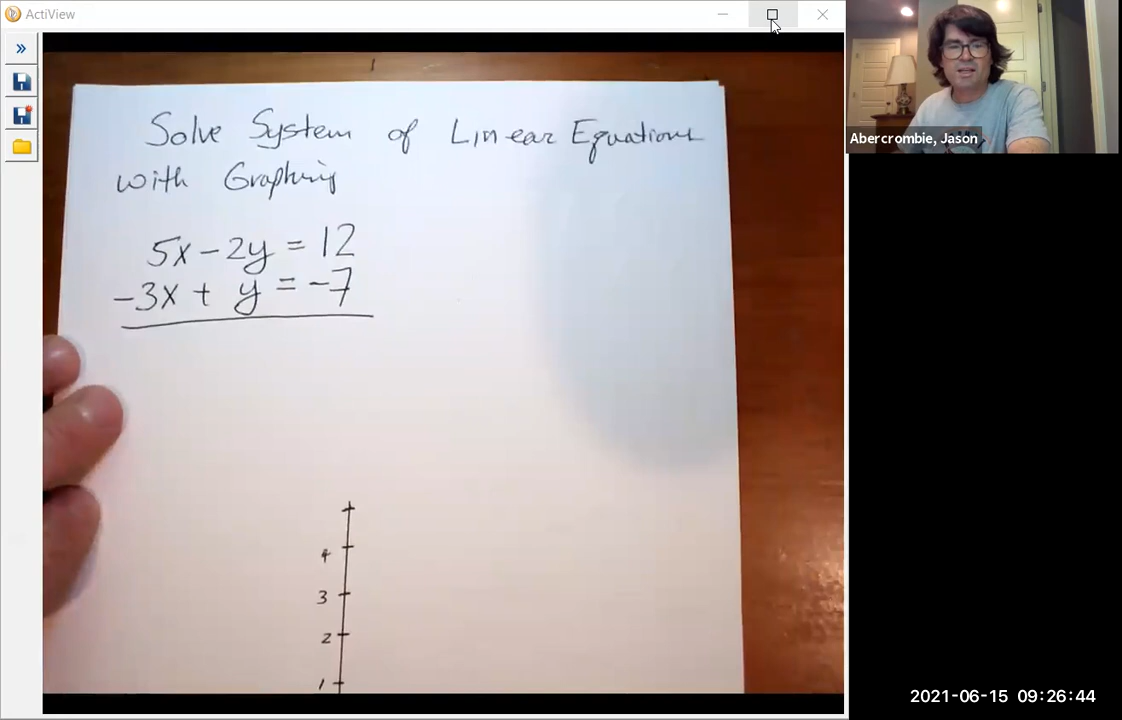 ActiView
Solve System of Linear Equations
with Graphing
5x - 2y = 12
-3x + y = -7
4
3
2
1
Abercrombie, Jason
2021-06-15 09:26:44